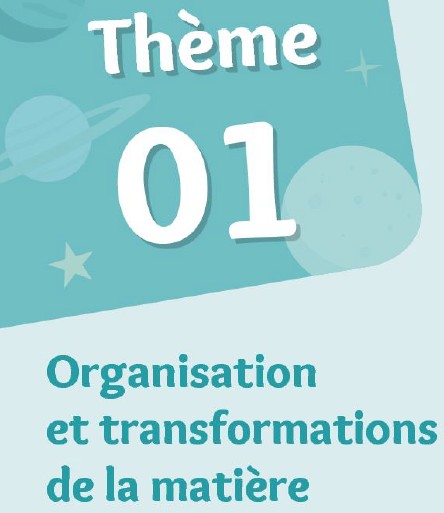 Thème
01
Organisation
et transformations
de la matière